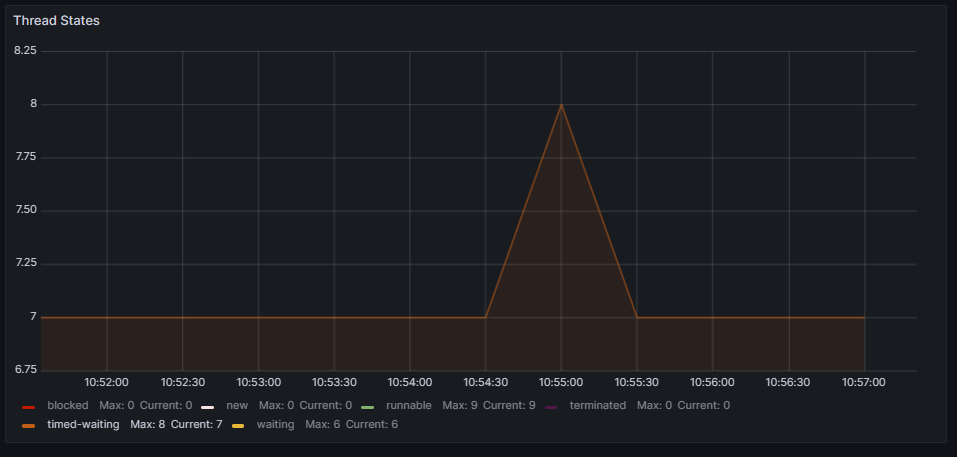 Thread States
8.25
8
7.75
7.50
7.25
7
6.75
10:52:00 10:52:30 10:53:00 10:53:30 10:54:00 10:54:30 10:55:00 10:55:30 10:56:00 10:56:30 10:57:00
blocked Max: 0 Current: 0 new Max: 0 Current: 0 runnable Max: 9 Current: 9 terminated Max: 0 Current: 0
timed-waiting Max: 8 Current: 7 waiting Max: 6 Current: 6